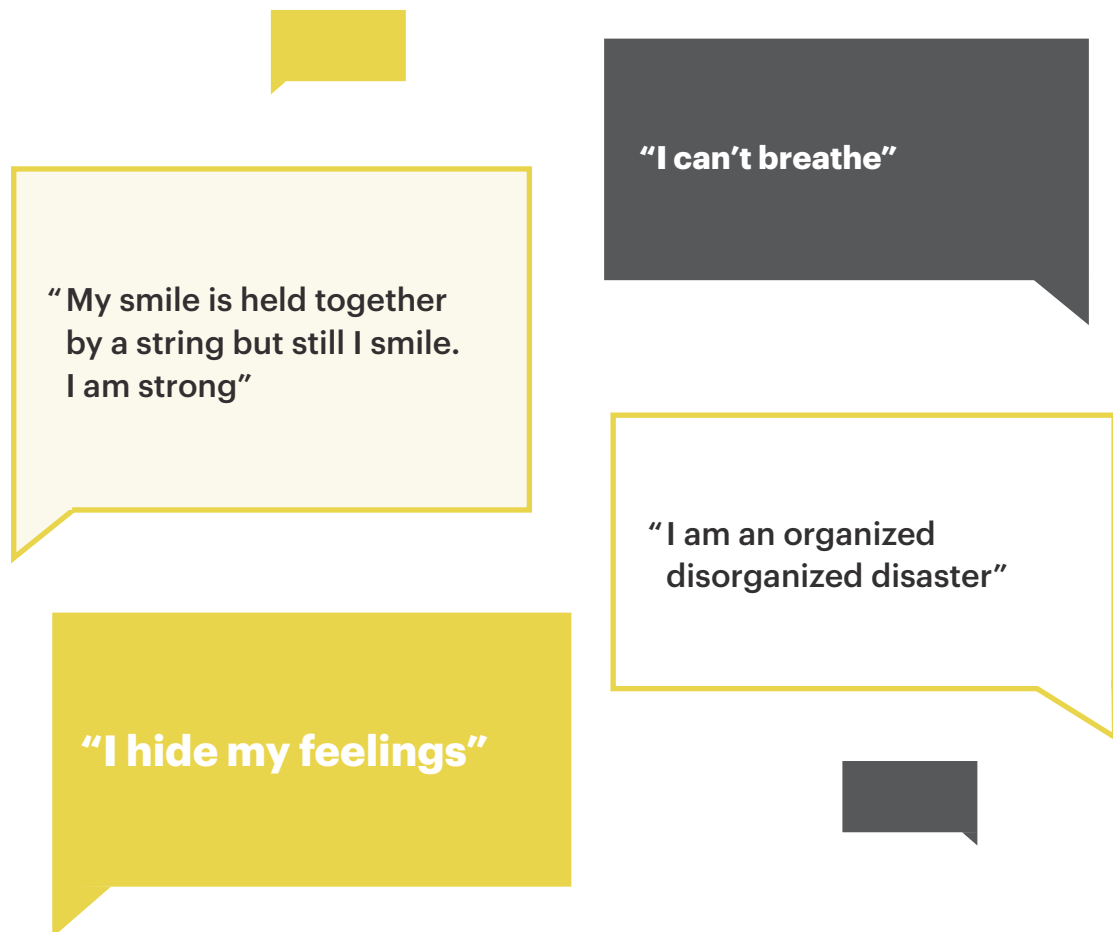 “I can’t breathe”
“My smile is held together
by a string but still I smile.
I am strong”
“I am an organized
disorganized disaster”
“I hide my feelings”